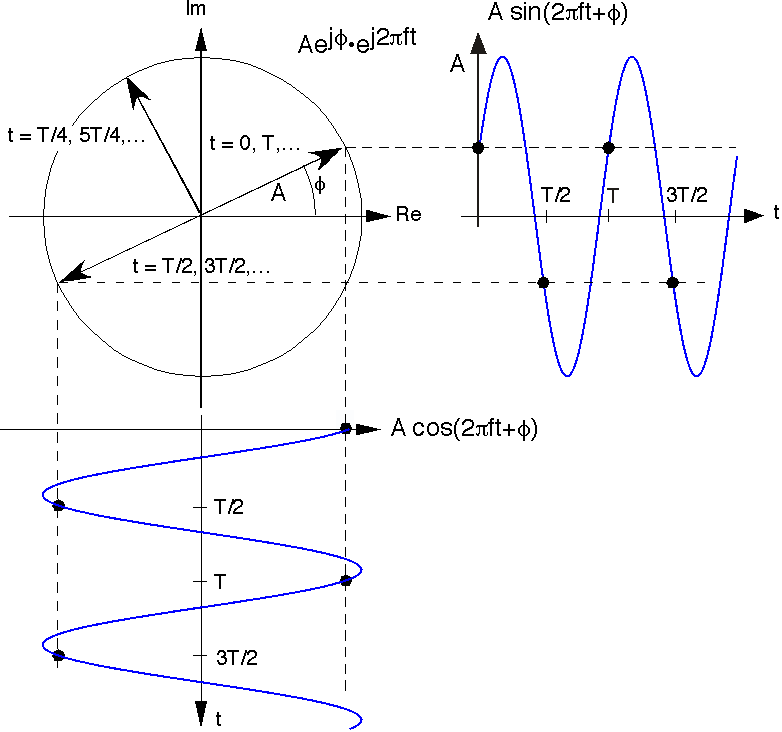 Im
Ae^jϕ•e^j2πft
A sin(2πft+ϕ)
A
t = T/4, 5T/4,…
t = 0, T,…
A
ϕ
Re
t = T/2, 3T/2,…
T/2
T
3T/2
t
A cos(2πft+ϕ)
T/2
T
3T/2
t